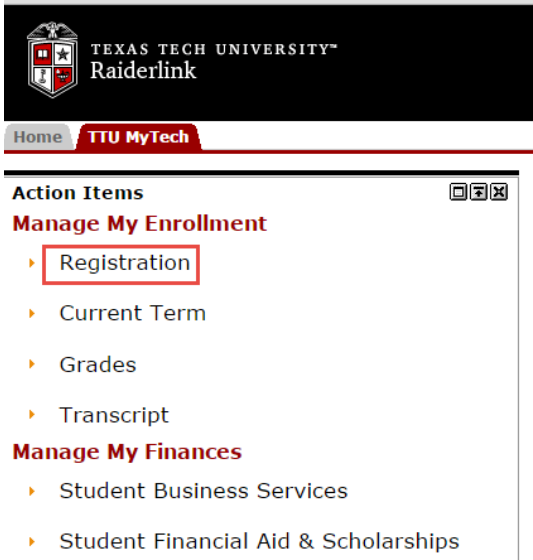 TEXAS TECH UNIVERSITY™
Raiderlink
Home TTU MyTech
Action Items
Manage My Enrollment
Registration
Current Term
Grades
Transcript
Manage My Finances
Student Business Services
Student Financial Aid & Scholarships